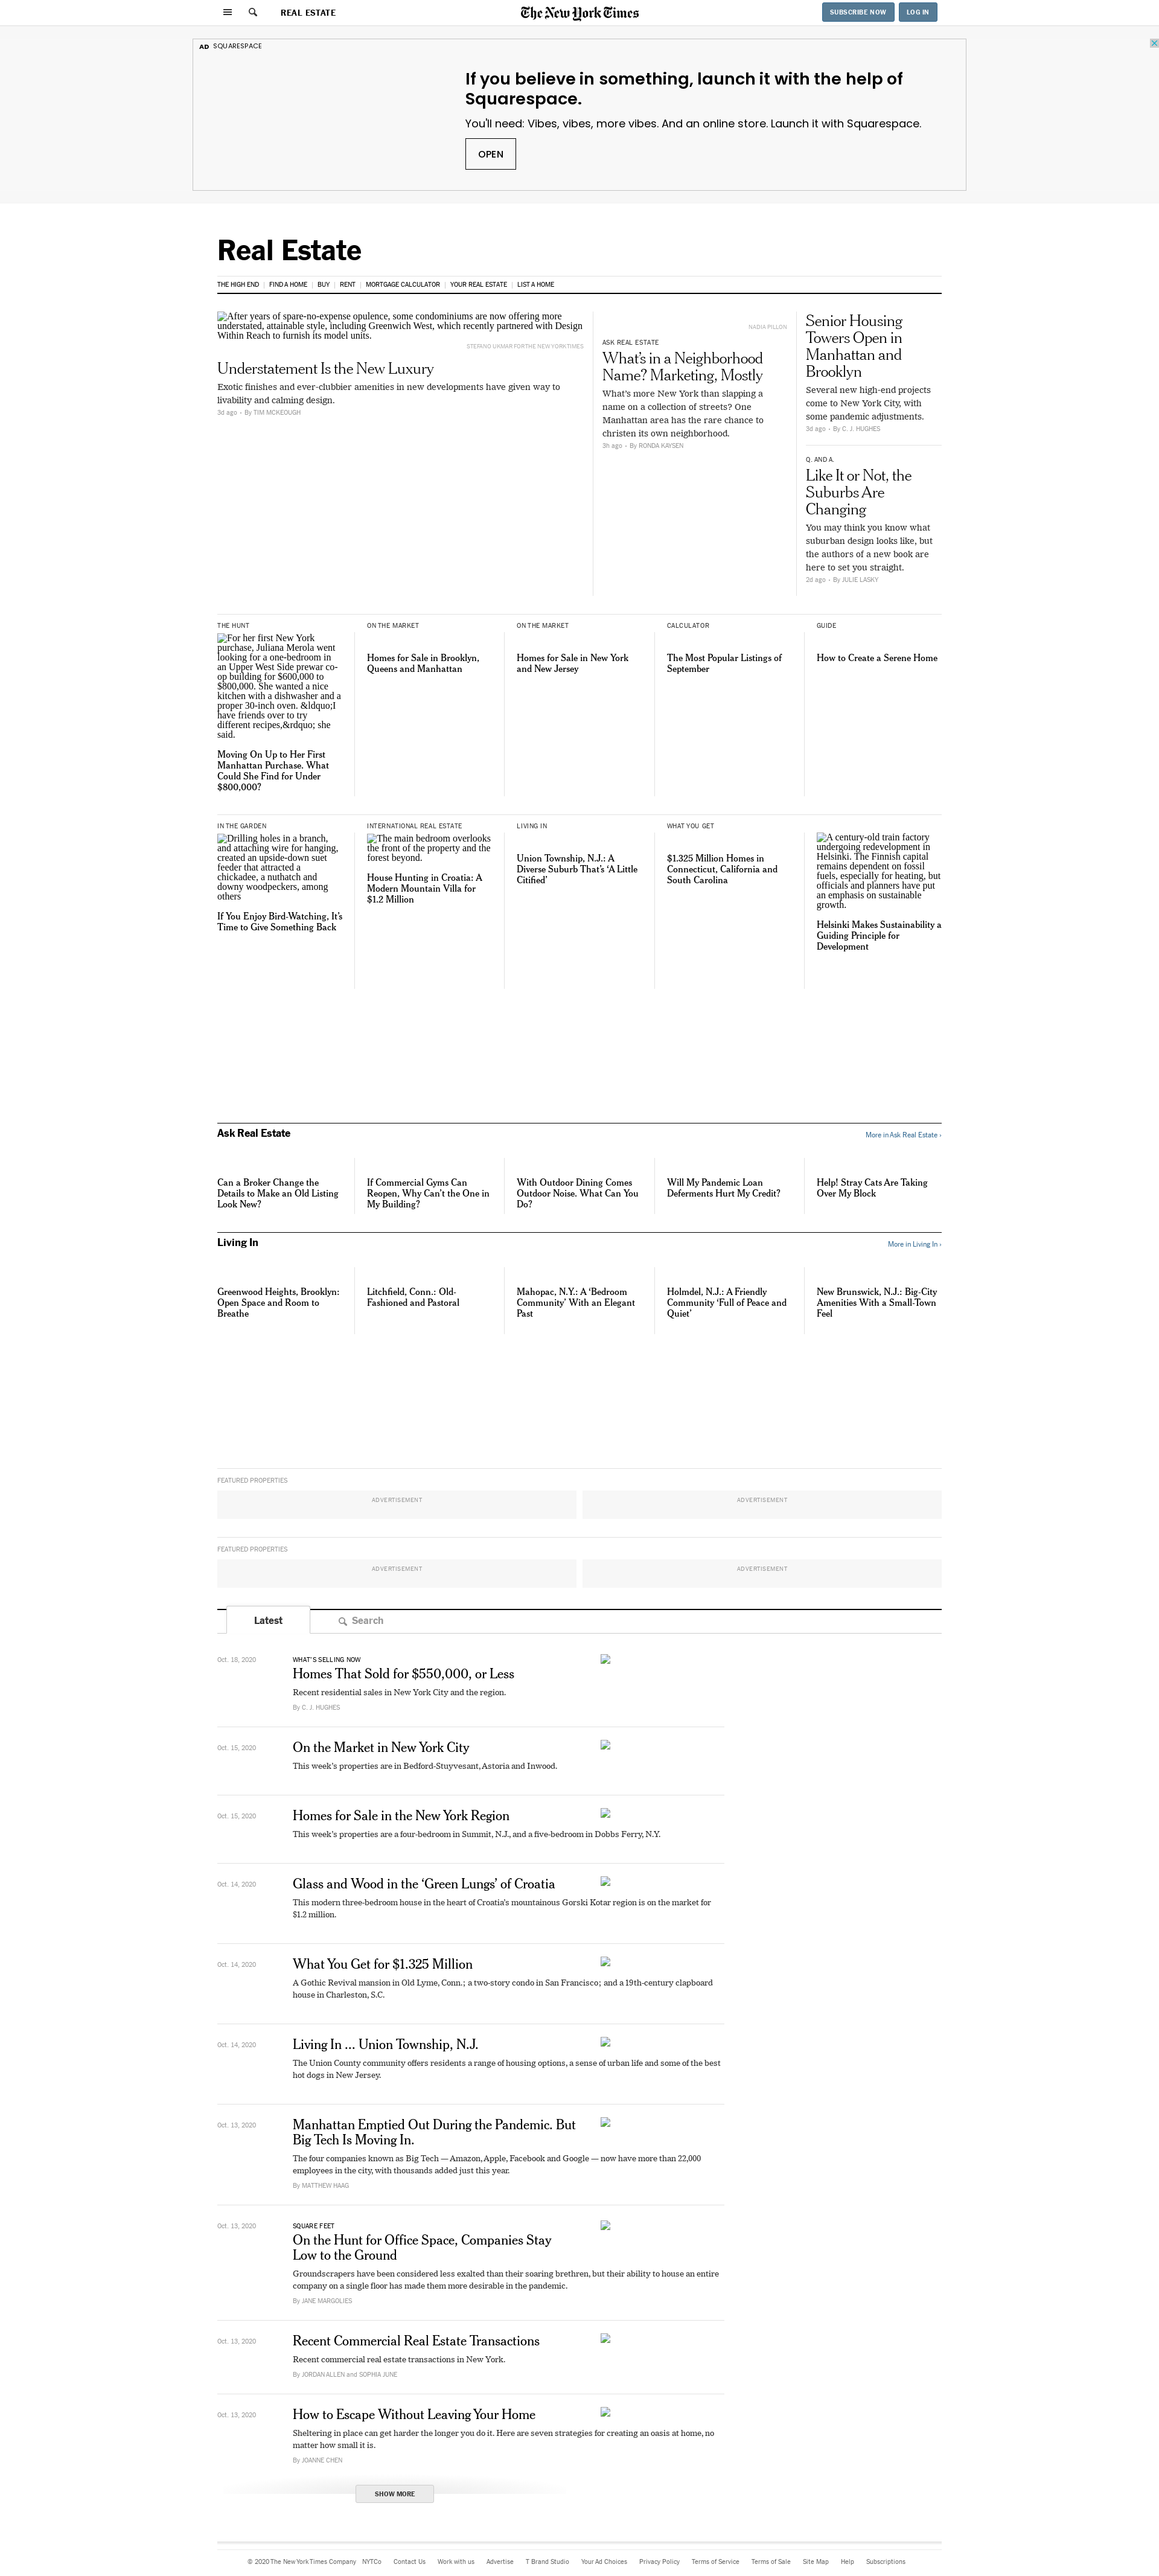 REAL ESTATE
The New York Times
SUBSCRIBE NOW
LOG IN
AD SQUARESPACE
If you believe in something, launch it with the help of
Squarespace.
You'll need: Vibes, vibes, more vibes. And an online store. Launch it with Squarespace.
OPEN
Real Estate
THE HIGH END | FIND A HOME | BUY | RENT | MORTGAGE CALCULATOR | YOUR REAL ESTATE | LIST A HOME
After years of spare-no-expense opulence, some condominiums are now offering more
understated, attainable style, including Greenwich West, which recently partnered with Design
Within Reach to furnish its model units.
STEFANO UKMAR FOR THE NEW YORK TIMES
Understatement Is the New Luxury
Exotic finishes and ever-clubbier amenities in new developments have given way to
livability and calming design.
3d ago • By TIM MCKEOUGH
NADIA PILLON
ASK REAL ESTATE
What's in a Neighborhood
Name? Marketing, Mostly
What's more New York than slapping a
name on a collection of streets? One
Manhattan area has the rare chance to
christen its own neighborhood.
3h ago • By RONDA KAYSEN
Senior Housing
Towers Open in
Manhattan and
Brooklyn
Several new high-end projects
come to New York City, with
some pandemic adjustments.
3d ago • By C. J. HUGHES
Q. AND A.
Like It or Not, the
Suburbs Are
Changing
You may think you know what
suburban design looks like, but
the authors of a new book are
here to set you straight.
2d ago • By JULIE LASKY
THE HUNT
For her first New York
purchase, Juliana Merola went
looking for a one-bedroom in
an Upper West Side prewar co-
op building for $600,000 to
$800,000. She wanted a nice
kitchen with a dishwasher and a
proper 30-inch oven. &ldquo;I
have friends over to try
different recipes,&rdquo; she
said.
Moving On Up to Her First
Manhattan Purchase. What
Could She Find for Under
$800,000?
ON THE MARKET
Homes for Sale in Brooklyn,
Queens and Manhattan
ON THE MARKET
Homes for Sale in New York
and New Jersey
CALCULATOR
The Most Popular Listings of
September
GUIDE
How to Create a Serene Home
IN THE GARDEN
Drilling holes in a branch,
and attaching wire for hanging,
created an upside-down suet
feeder that attracted a
chickadee, a nuthatch and
downy woodpeckers, among
others
If You Enjoy Bird-Watching, It's
Time to Give Something Back
INTERNATIONAL REAL ESTATE
The main bedroom overlooks
the front of the property and the
forest beyond.
House Hunting in Croatia: A
Modern Mountain Villa for
$1.2 Million
LIVING IN
Union Township, N.J.: A
Diverse Suburb That's 'A Little
Citified'
WHAT YOU GET
$1.325 Million Homes in
Connecticut, California and
South Carolina
A century-old train factory
undergoing redevelopment in
Helsinki. The Finnish capital
remains dependent on fossil
fuels, especially for heating, but
officials and planners have put
an emphasis on sustainable
growth.
Helsinki Makes Sustainability a
Guiding Principle for
Development
Ask Real Estate
More in Ask Real Estate ›
Can a Broker Change the
Details to Make an Old Listing
Look New?
If Commercial Gyms Can
Reopen, Why Can't the One in
My Building?
With Outdoor Dining Comes
Outdoor Noise. What Can You
Do?
Will My Pandemic Loan
Deferments Hurt My Credit?
Help! Stray Cats Are Taking
Over My Block
Living In
More in Living In ›
Greenwood Heights, Brooklyn:
Open Space and Room to
Breathe
Litchfield, Conn.: Old-
Fashioned and Pastoral
Mahopac, N.Y.: A 'Bedroom
Community' With an Elegant
Past
Holmdel, N.J.: A Friendly
Community 'Full of Peace and
Quiet'
New Brunswick, N.J.: Big-City
Amenities With a Small-Town
Feel
FEATURED PROPERTIES
ADVERTISEMENT
ADVERTISEMENT
FEATURED PROPERTIES
ADVERTISEMENT
ADVERTISEMENT
Latest
Search
Oct. 18, 2020
WHAT'S SELLING NOW
Homes That Sold for $550,000, or Less
Recent residential sales in New York City and the region.
By C. J. HUGHES
Oct. 15, 2020
On the Market in New York City
This week's properties are in Bedford-Stuyvesant, Astoria and Inwood.
Oct. 15, 2020
Homes for Sale in the New York Region
This week's properties are a four-bedroom in Summit, N.J., and a five-bedroom in Dobbs Ferry, N.Y.
Oct. 14, 2020
Glass and Wood in the 'Green Lungs' of Croatia
This modern three-bedroom house in the heart of Croatia's mountainous Gorski Kotar region is on the market for
$1.2 million.
Oct. 14, 2020
What You Get for $1.325 Million
A Gothic Revival mansion in Old Lyme, Conn.; a two-story condo in San Francisco; and a 19th-century clapboard
house in Charleston, S.C.
Oct. 14, 2020
Living In ... Union Township, N.J.
The Union County community offers residents a range of housing options, a sense of urban life and some of the best
hot dogs in New Jersey.
Oct. 13, 2020
Manhattan Emptied Out During the Pandemic. But
Big Tech Is Moving In.
The four companies known as Big Tech — Amazon, Apple, Facebook and Google — now have more than 22,000
employees in the city, with thousands added just this year.
By MATTHEW HAAG
Oct. 13, 2020
SQUARE FEET
On the Hunt for Office Space, Companies Stay
Low to the Ground
Groundscrapers have been considered less exalted than their soaring brethren, but their ability to house an entire
company on a single floor has made them more desirable in the pandemic.
By JANE MARGOLIES
Oct. 13, 2020
Recent Commercial Real Estate Transactions
Recent commercial real estate transactions in New York.
By JORDAN ALLEN and SOPHIA JUNE
Oct. 13, 2020
How to Escape Without Leaving Your Home
Sheltering in place can get harder the longer you do it. Here are seven strategies for creating an oasis at home, no
matter how small it is.
By JOANNE CHEN
SHOW MORE
© 2020 The New York Times Company NYTCo Contact Us Work with us Advertise T Brand Studio Your Ad Choices Privacy Policy Terms of Service Terms of Sale Site Map Help Subscriptions